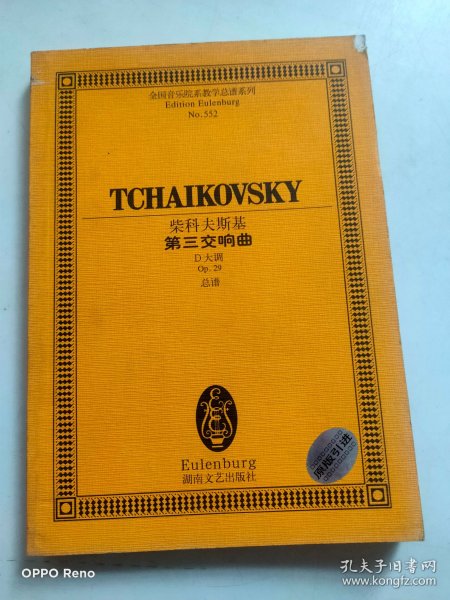 全国音乐院系教学总谱系列
Edition Eulenburg
No.552
TCHAIKOVSKY
柴科夫斯基
第三交响曲
D大调
Op.29
总谱
原版引进
Eulenburg
湖南文艺出版社
OPPO Reno
孔夫子旧书网
www.kongfz.com